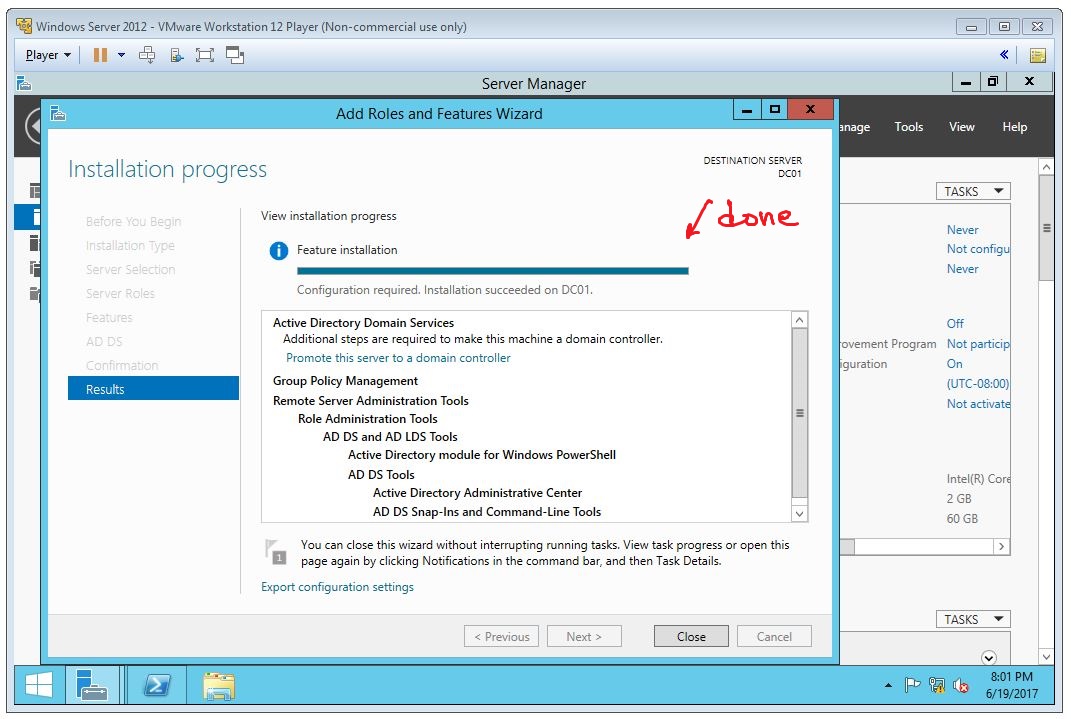 Windows Server 2012 - VMware Workstation 12 Player (Non-commercial use only)
Player
Server Manager
Add Roles and Features Wizard
anage Tools View Help
Installation progress
DESTINATION SERVER
DC01
Before You Begin
Installation Type
Server Selection
Server Roles
Features
AD DS
Confirmation
Results
View installation progress
done
Feature installation
Configuration required. Installation succeeded on DC01.
Active Directory Domain Services
Additional steps are required to make this machine a domain controller.
Promote this server to a domain controller
Group Policy Management
Remote Server Administration Tools
Role Administration Tools
AD DS and AD LDS Tools
Active Directory module for Windows PowerShell
AD DS Tools
Active Directory Administrative Center
AD DS Snap-Ins and Command-Line Tools
1
You can close this wizard without interrupting running tasks. View task progress or open this
page again by clicking Notifications in the command bar, and then Task Details.
Export configuration settings
< Previous Next > Close Cancel
TASKS
Never
Not configu
Never
Off
ovement Program Not particip
iguration On
(UTC-08:00)
Not activate
Intel(R) Core
2 GB
60 GB
TASKS
8:01 PM
6/19/2017